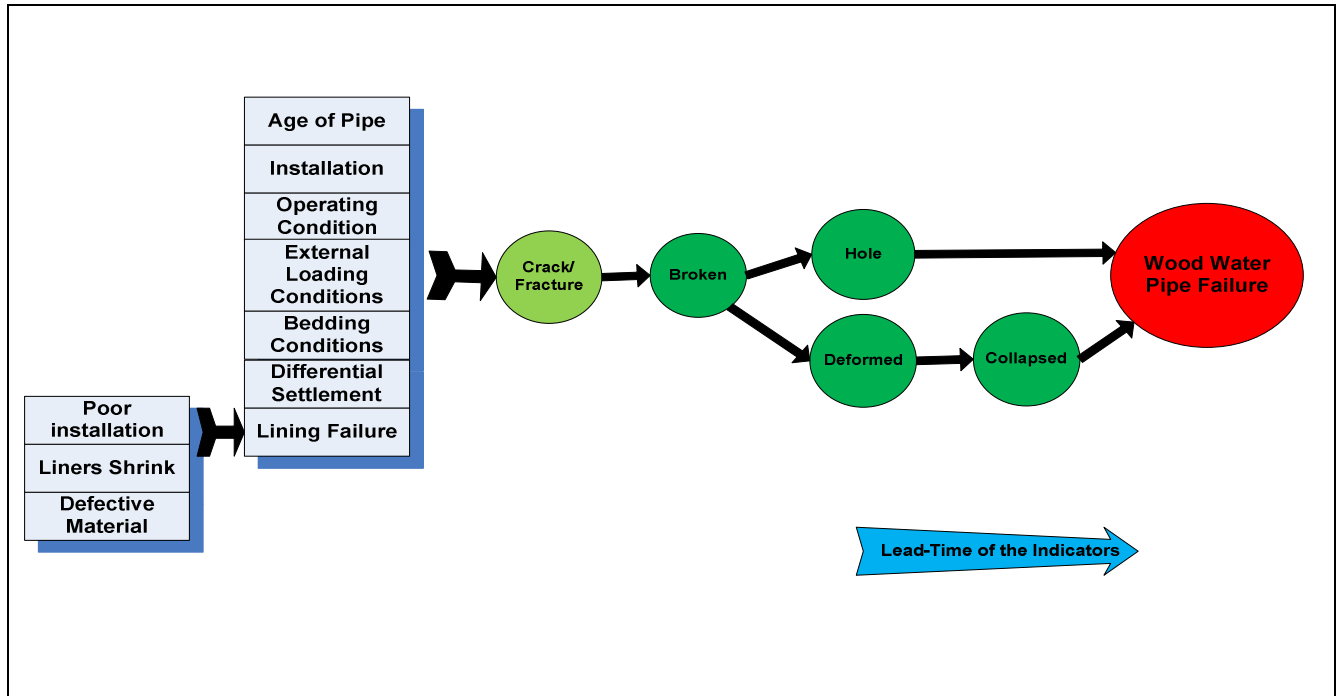 Age of Pipe
Installation
Operating
Condition
External
Loading
Conditions
Bedding
Conditions
Differential
Settlement
Lining Failure
Poor
installation
Liners Shrink
Defective
Material
Crack/
Fracture
Broken
Hole
Deformed
Collapsed
Wood Water
Pipe Failure
Lead-Time of the Indicators